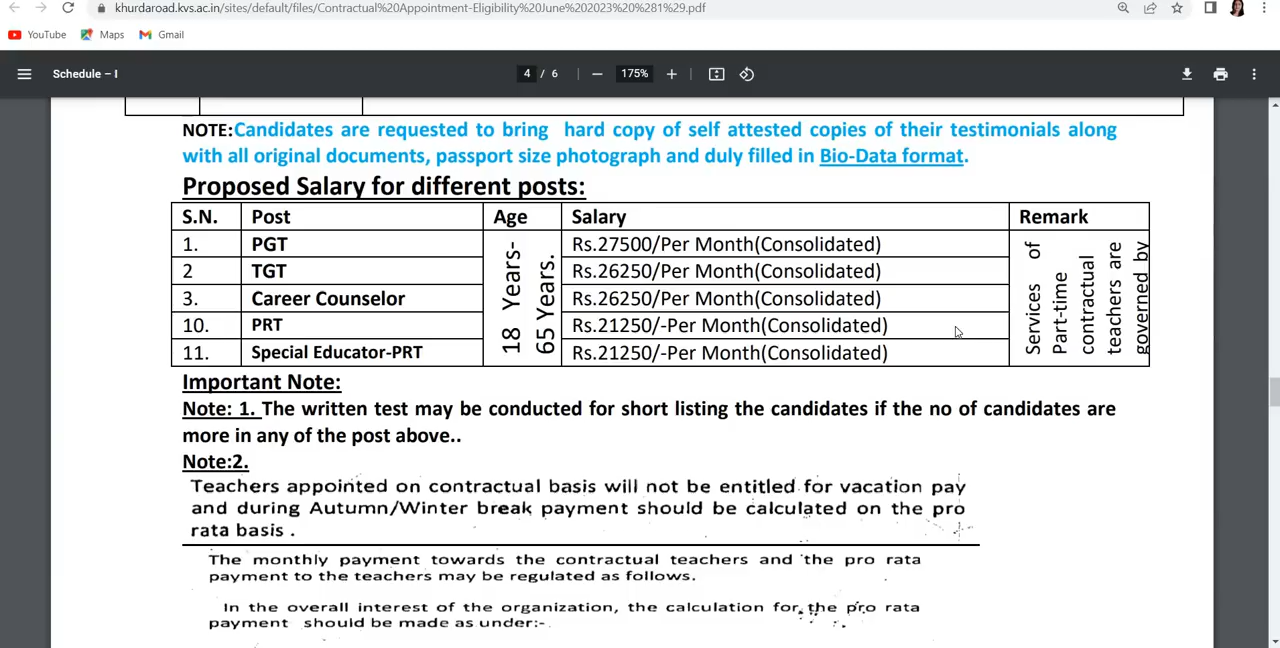 khurdaroad.kvs.ac.in/sites/default/files/Contractual%20Appointment-Eligibility%20June%202023%20%281%29.pdf
YouTube Maps Gmail
Schedule – I 4 / 6 175%
NOTE:Candidates are requested to bring hard copy of self attested copies of their testimonials along
with all original documents, passport size photograph and duly filled in Bio-Data format.
Proposed Salary for different posts:
S.N. Post Age Salary Remark
1. PGT Rs.27500/Per Month(Consolidated)
2 TGT Rs.26250/Per Month(Consolidated)
3. Career Counselor Rs.26250/Per Month(Consolidated)
10. PRT Rs.21250/-Per Month(Consolidated)
11. Special Educator-PRT Rs.21250/-Per Month(Consolidated)
18 Years-
65 Years.
Services of
Part-time
contractual
teachers are
governed by
Important Note:
Note: 1. The written test may be conducted for short listing the candidates if the no of candidates are
more in any of the post above..
Note:2.
Teachers appointed on contractual basis will not be entitled for vacation pay
and during Autumn/Winter break payment should be calculated on the pro
rata basis .
The monthly payment towards the contractual teachers and the pro rata
payment to the teachers may be regulated as follows.
In the overall interest of the organization, the calculation for the pro rata
payment should be made as under:-